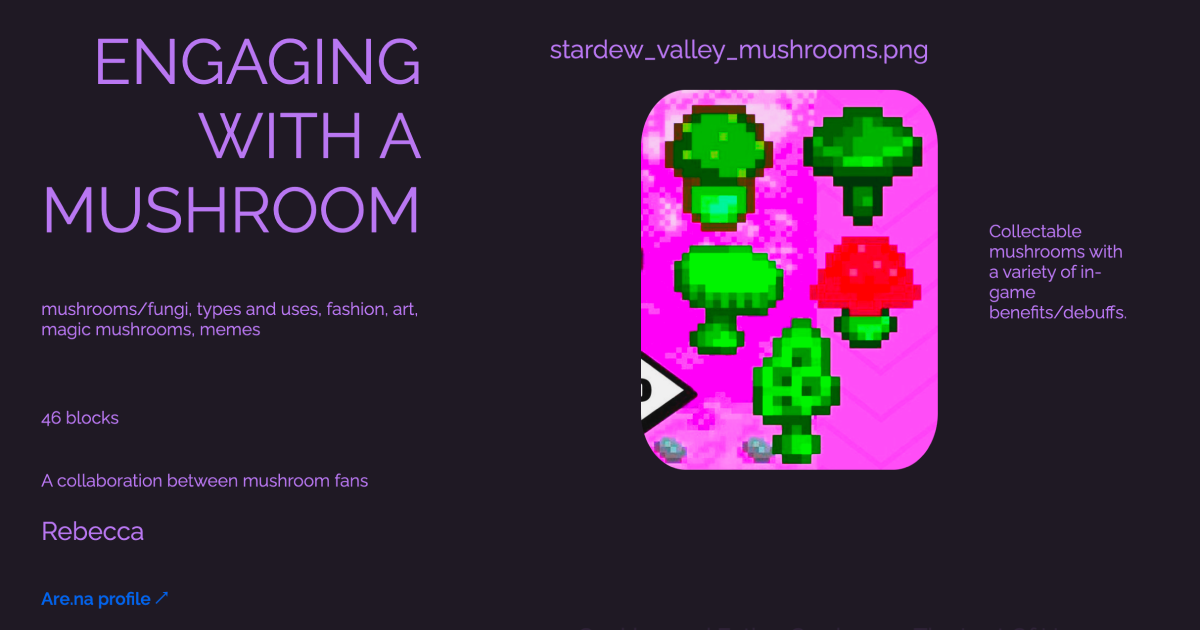 ENGAGING
WITH A
MUSHROOM
mushrooms/fungi, types and uses, fashion, art,
magic mushrooms, memes
46 blocks
A collaboration between mushroom fans
Rebecca
Are.na profile ↗
stardew_valley_mushrooms.png
Collectable
mushrooms with
a variety of in-
game
benefits/debuffs.